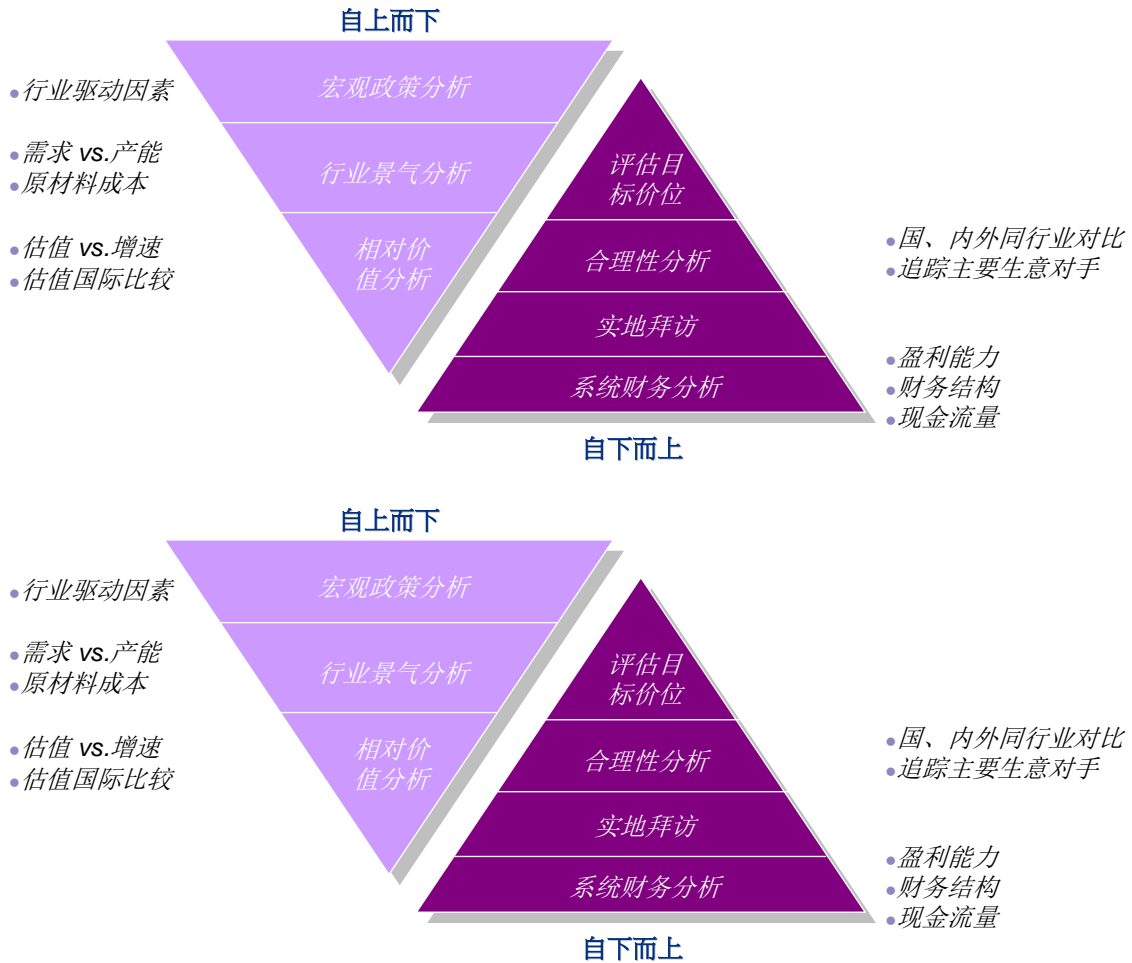 自上而下
宏观政策分析
•行业驱动因素
•需求 vs.产能
•原材料成本
行业景气分析
评估目
标价位
•估值 vs.增速
•估值国际比较
相对价
值分析
合理性分析
•国、内外同行业对比
•追踪主要生意对手
实地拜访
系统财务分析
•盈利能力
•财务结构
•现金流量
自下而上
自上而下
宏观政策分析
•行业驱动因素
•需求 vs.产能
•原材料成本
行业景气分析
评估目
标价位
•估值 vs.增速
•估值国际比较
相对价
值分析
合理性分析
•国、内外同行业对比
•追踪主要生意对手
实地拜访
系统财务分析
•盈利能力
•财务结构
•现金流量
自下而上